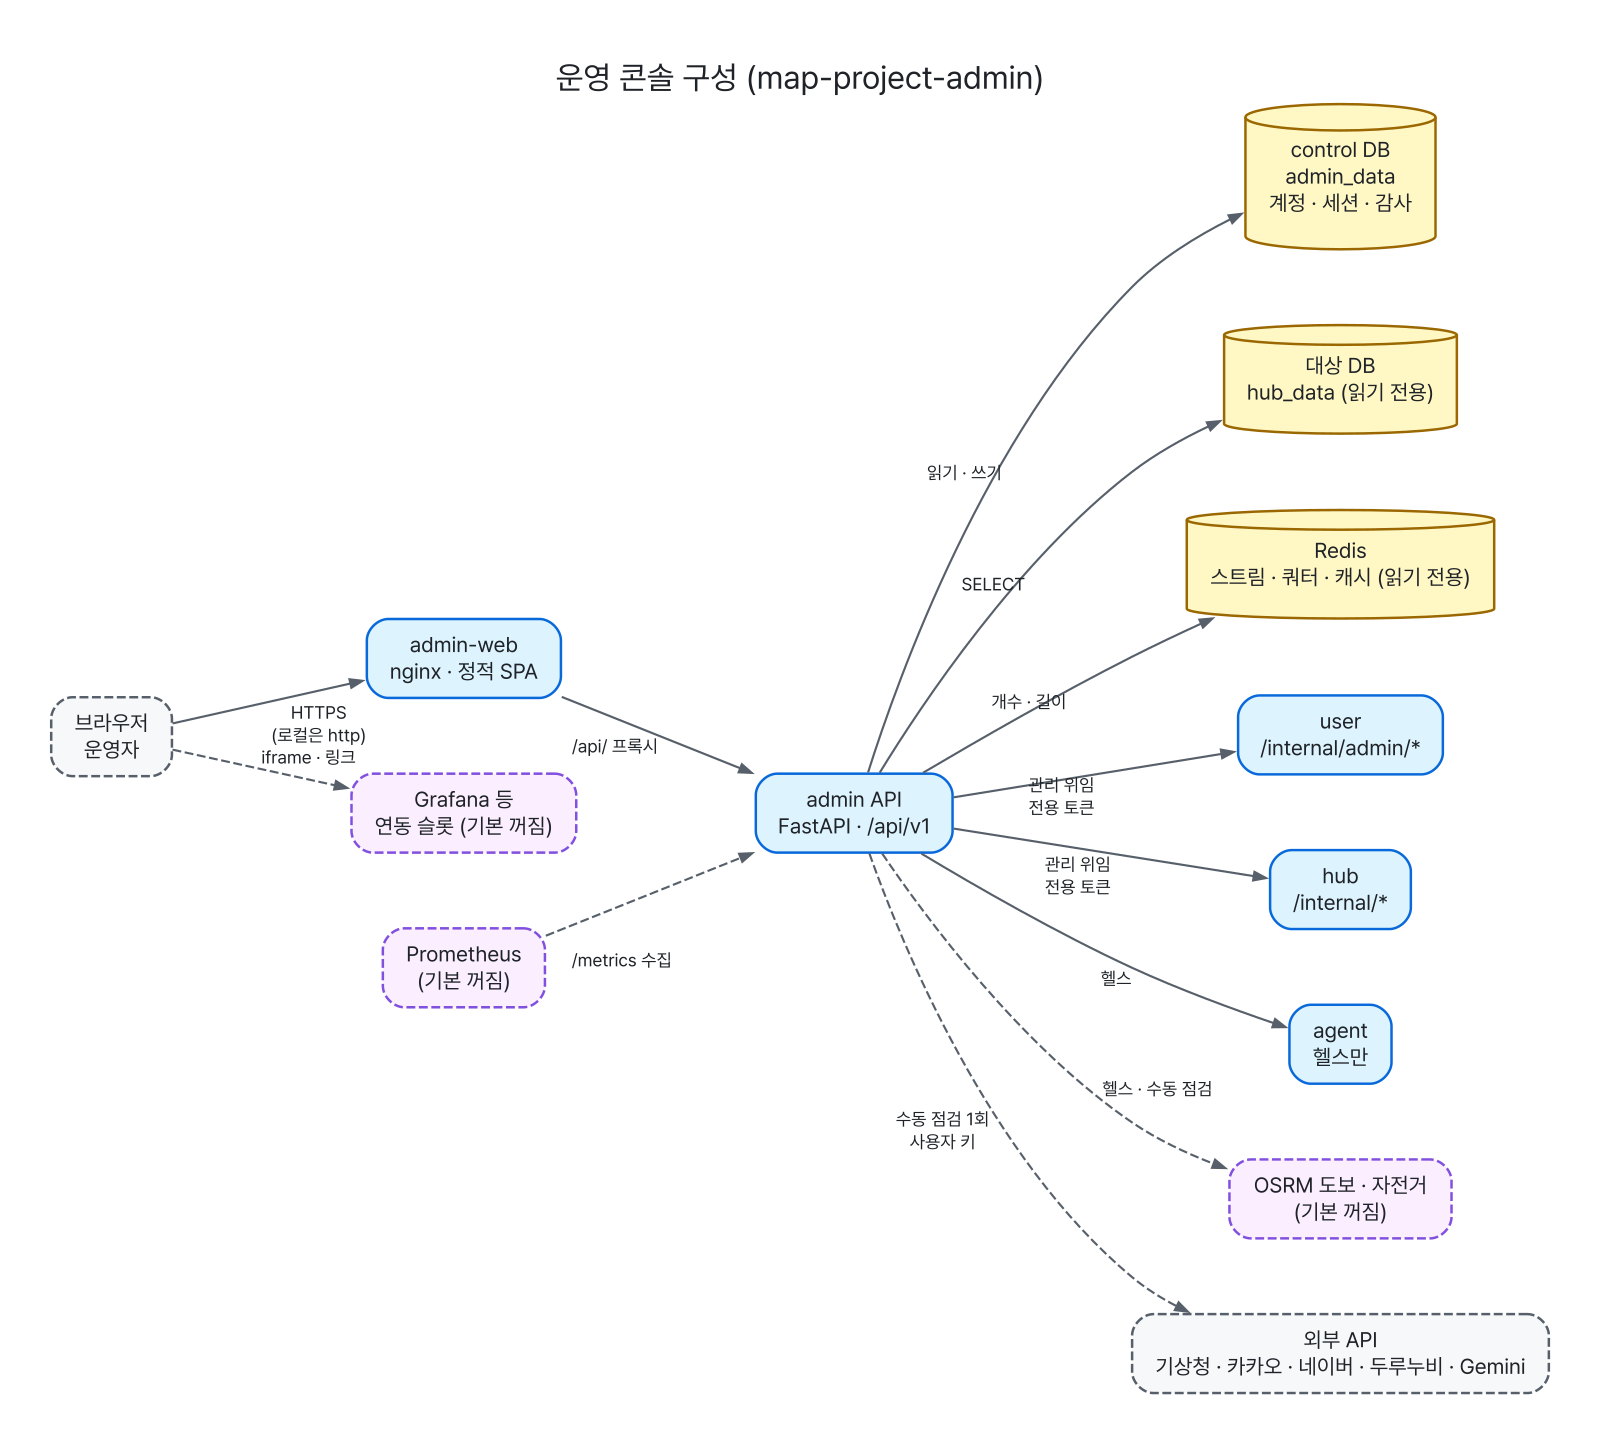 운영 콘솔 구성 (map-project-admin)
control DB
admin_data
계정 · 세션 · 감사
대상 DB
hub_data (읽기 전용)
읽기 · 쓰기
Redis
스트림 · 쿼터 · 캐시 (읽기 전용)
SELECT
admin-web
nginx · 정적 SPA
개수 · 길이
브라우저
운영자
HTTPS
(로컬은 http)
iframe · 링크
/api/ 프록시
user
/internal/admin/*
Grafana 등
연동 슬롯 (기본 꺼짐)
admin API
FastAPI · /api/v1
관리 위임
전용 토큰
관리 위임
전용 토큰
hub
/internal/*
Prometheus
(기본 꺼짐)
/metrics 수집
헬스
agent
헬스만
헬스 · 수동 점검
수동 점검 1회
사용자 키
OSRM 도보 · 자전거
(기본 꺼짐)
외부 API
기상청 · 카카오 · 네이버 · 두루누비 · Gemini